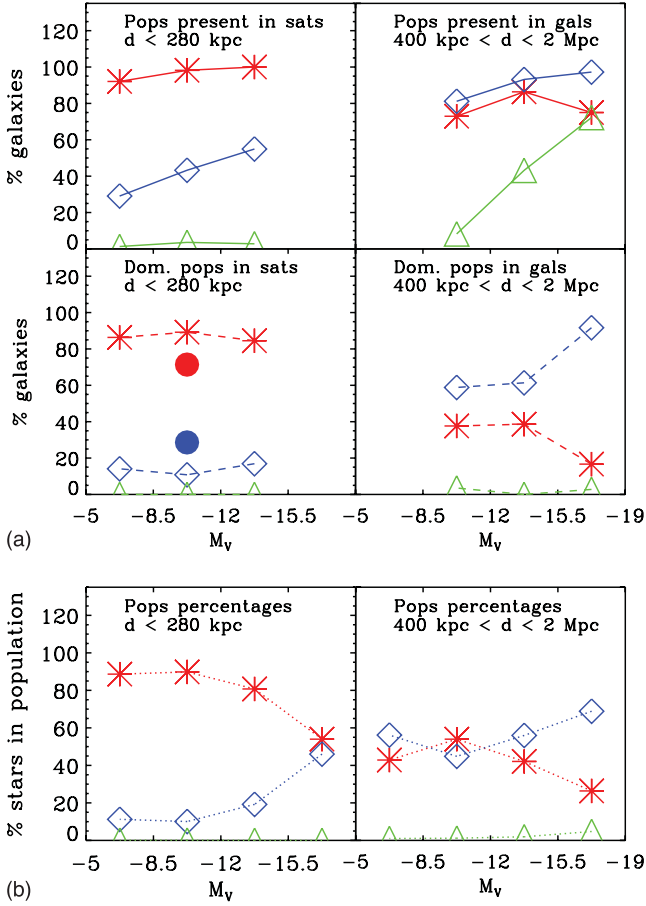 Pops present in sats
d < 280 kpc
Pops present in gals
400 kpc < d < 2 Mpc
% galaxies
120
100
80
60
40
20
0
Dom. pops in sats
d < 280 kpc
Dom. pops in gals
400 kpc < d < 2 Mpc
% galaxies
120
100
80
60
40
20
0
-5 -8.5 -12 -15.5 -5 -8.5 -12 -15.5 -19
(a)
MV MV
Pops percentages
d < 280 kpc
Pops percentages
400 kpc < d < 2 Mpc
% stars in population
120
100
80
60
40
20
0
-5 -8.5 -12 -15.5 -5 -8.5 -12 -15.5 -19
(b)
MV MV